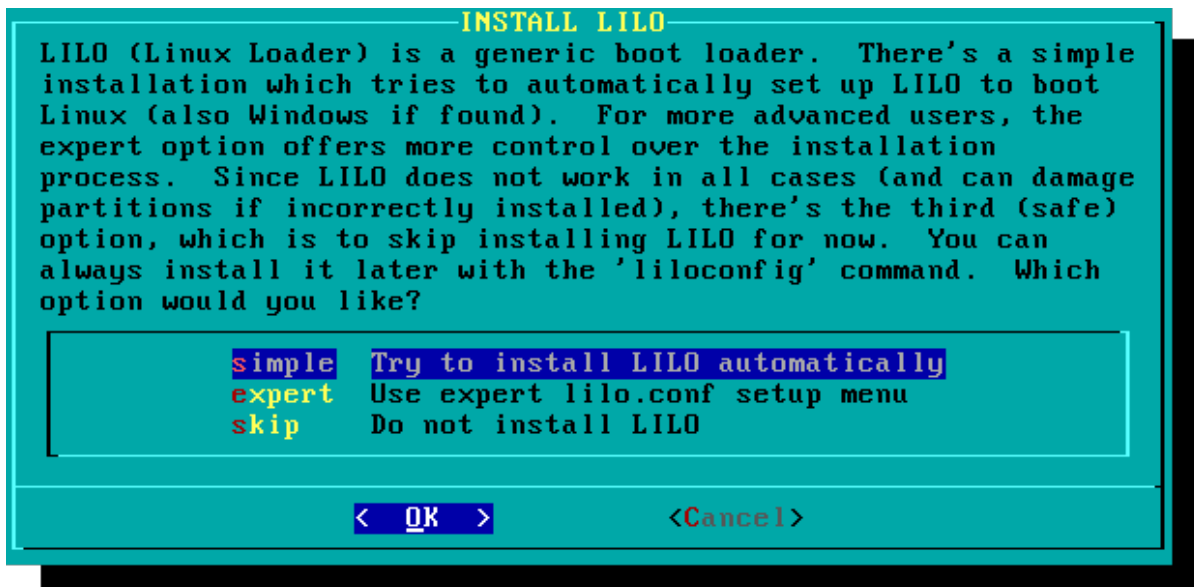 INSTALL LILO
LILO (Linux Loader) is a generic boot loader.  There's a simple
installation which tries to automatically set up LILO to boot
Linux (also Windows if found).  For more advanced users, the
expert option offers more control over the installation
process.  Since LILO does not work in all cases (and can damage
partitions if incorrectly installed), there's the third (safe)
option, which is to skip installing LILO for now.  You can
always install it later with the 'liloconfig' command.  Which
option would you like?
simple  Try to install LILO automatically
expert  Use expert lilo.conf setup menu
skip    Do not install LILO
<  OK  >          <Cancel>